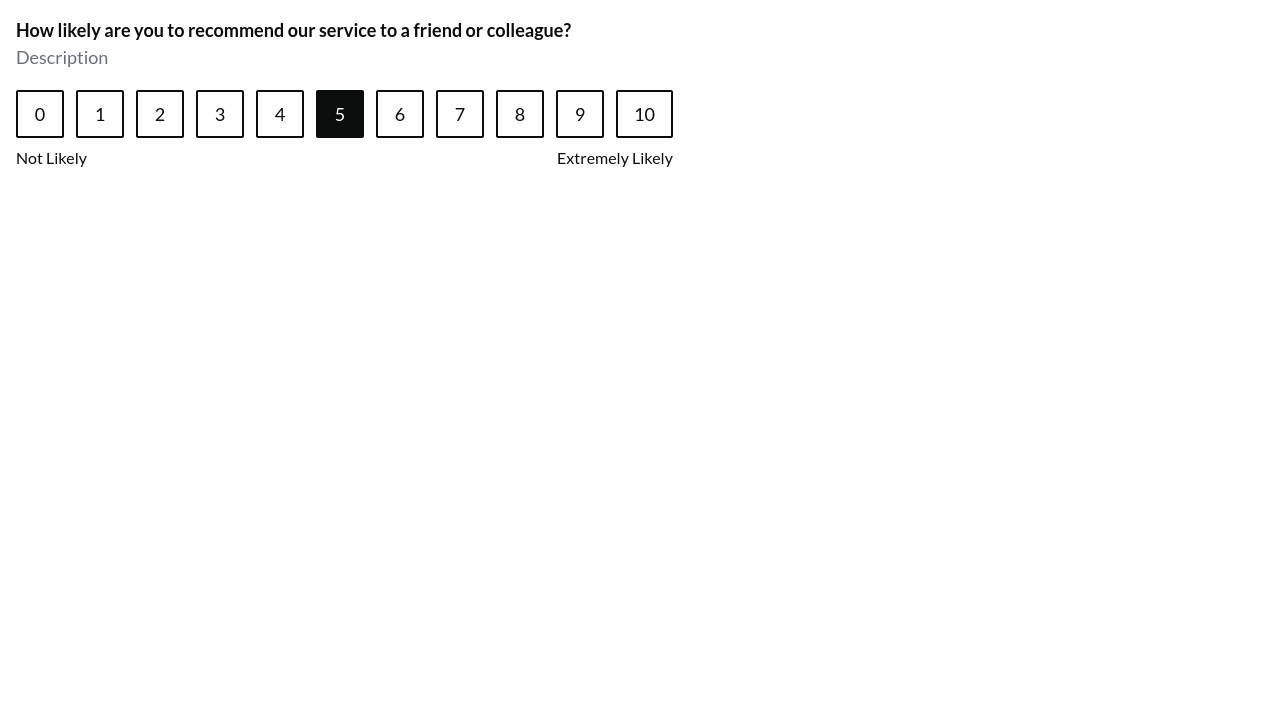 How likely are you to recommend our service to a friend or colleague?
Description
0 1 2 3 4 5 6 7 8 9 10
Not Likely Extremely Likely